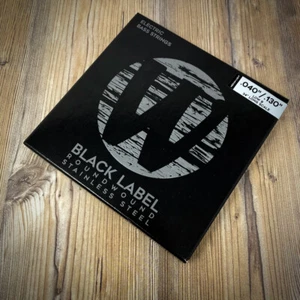 ELECTRIC
BASS STRINGS
.040"/.130"
W
BLACK LABEL
ROUNDWOUND
STAINLESS STEEL